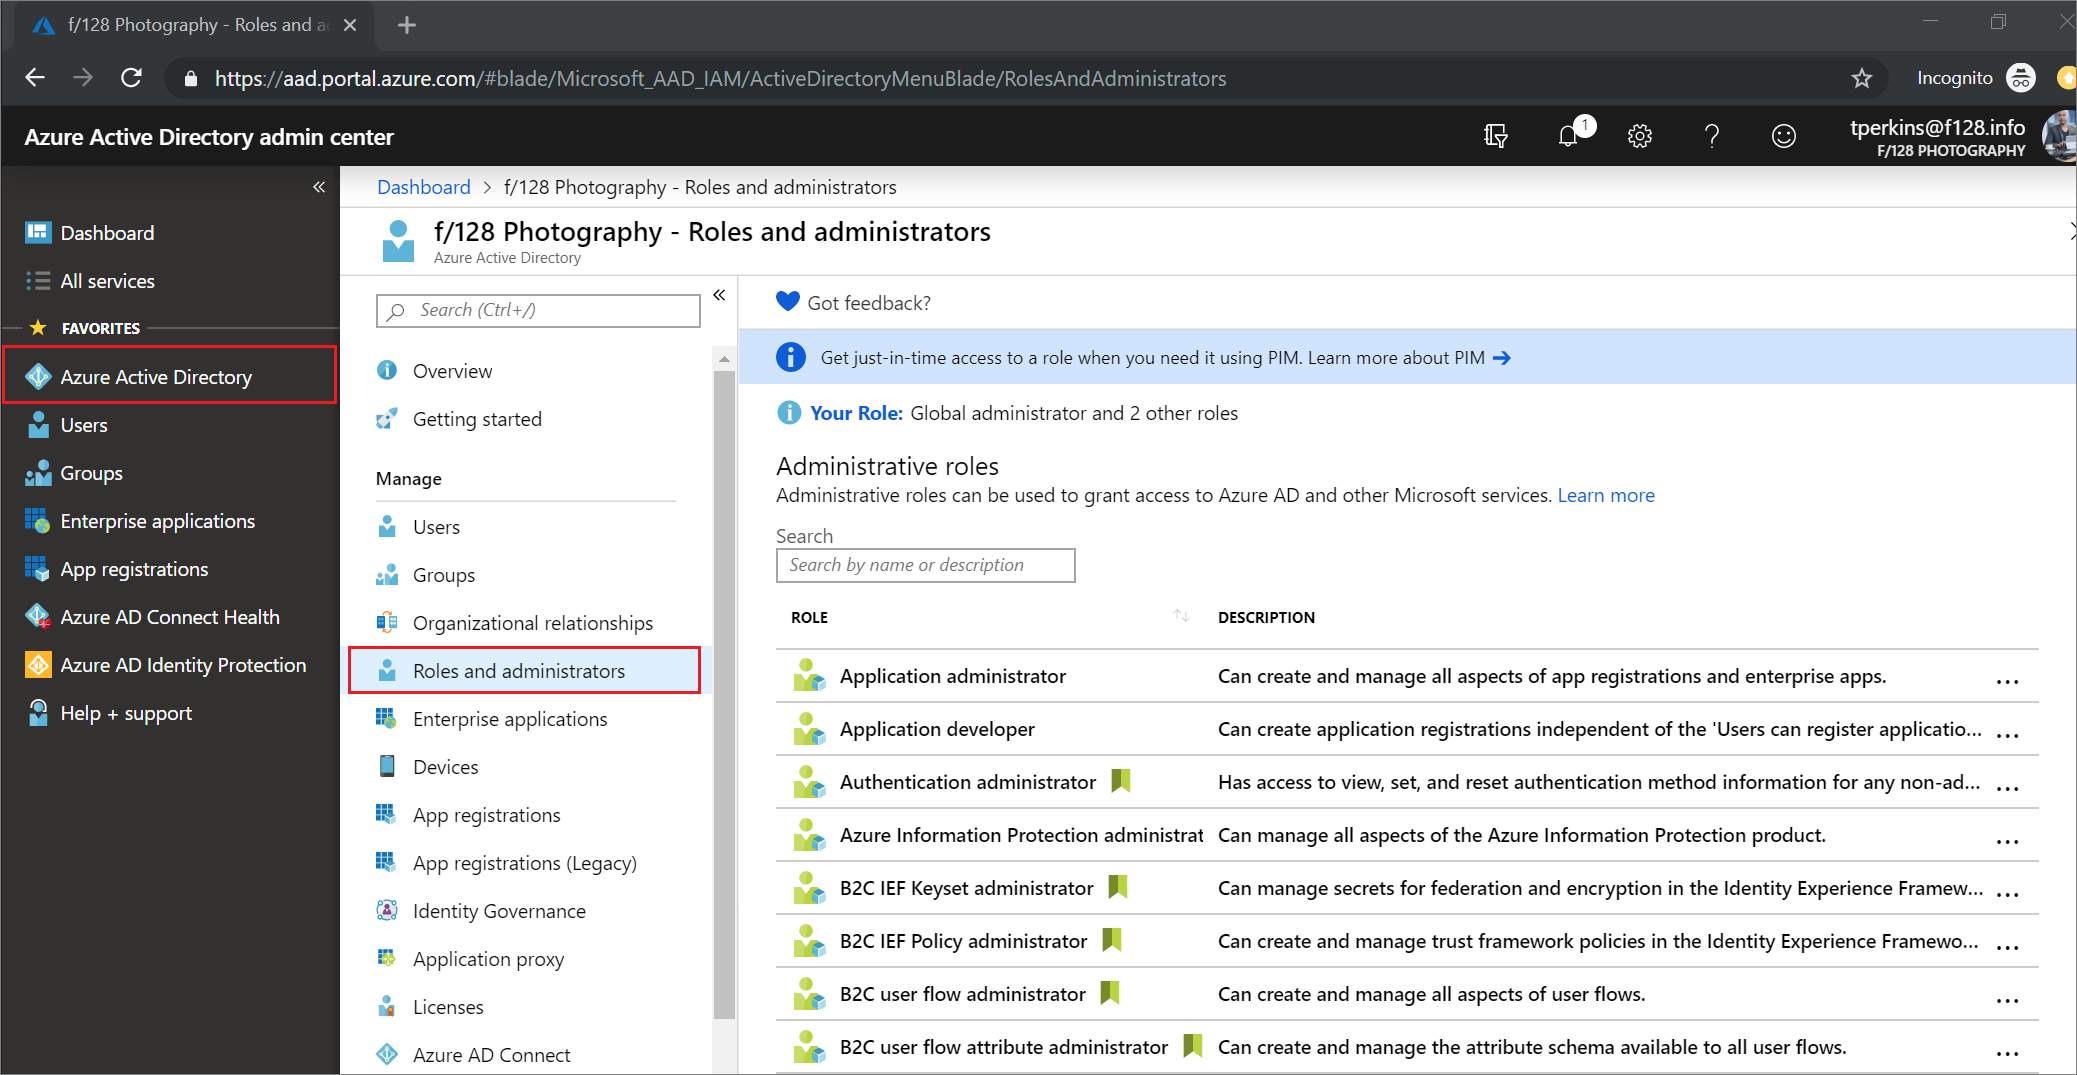 f/128 Photography - Roles and a
https://aad.portal.azure.com/#blade/Microsoft_AAD_IAM/ActiveDirectoryMenuBlade/RolesAndAdministrators
Incognito
Azure Active Directory admin center
1
tperkins@f128.info
F/128 PHOTOGRAPHY
Dashboard
All services
FAVORITES
Azure Active Directory
Users
Groups
Enterprise applications
App registrations
Azure AD Connect Health
Azure AD Identity Protection
Help + support
Dashboard > f/128 Photography - Roles and administrators
f/128 Photography - Roles and administrators
Azure Active Directory
Search (Ctrl+/)
Overview
Getting started
Manage
Users
Groups
Organizational relationships
Roles and administrators
Enterprise applications
Devices
App registrations
App registrations (Legacy)
Identity Governance
Application proxy
Licenses
Azure AD Connect
Got feedback?
Get just-in-time access to a role when you need it using PIM. Learn more about PIM →
Your Role: Global administrator and 2 other roles
Administrative roles
Administrative roles can be used to grant access to Azure AD and other Microsoft services. Learn more
Search
Search by name or description
ROLE DESCRIPTION
Application administrator Can create and manage all aspects of app registrations and enterprise apps. ...
Application developer Can create application registrations independent of the 'Users can register applicatio... ...
Authentication administrator Has access to view, set, and reset authentication method information for any non-ad... ...
Azure Information Protection administrat Can manage all aspects of the Azure Information Protection product. ...
B2C IEF Keyset administrator Can manage secrets for federation and encryption in the Identity Experience Framew... ...
B2C IEF Policy administrator Can create and manage trust framework policies in the Identity Experience Framewo... ...
B2C user flow administrator Can create and manage all aspects of user flows. ...
B2C user flow attribute administrator Can create and manage the attribute schema available to all user flows. ...